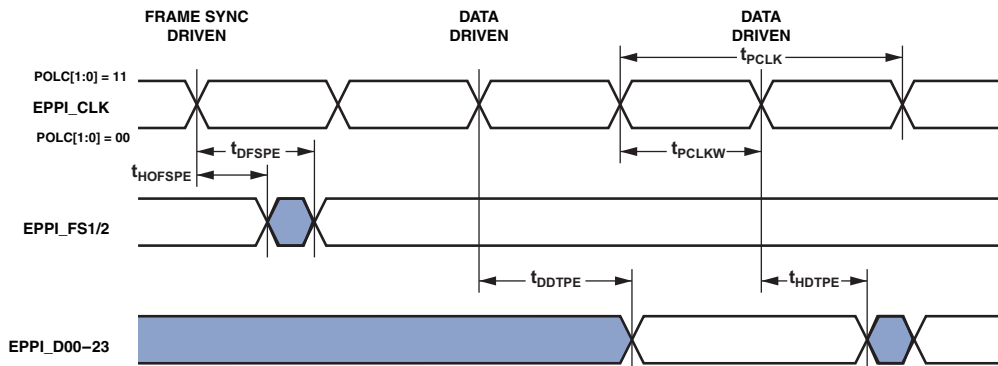 FRAME SYNC
DRIVEN
DATA
DRIVEN
DATA
DRIVEN
tPCLK
POLC[1:0] = 11
EPPI_CLK
POLC[1:0] = 00
tDFSPE
tPCLKW
tHOFSPE
EPPI_FS1/2
tDDTPE
tHDTPE
EPPI_D00–23